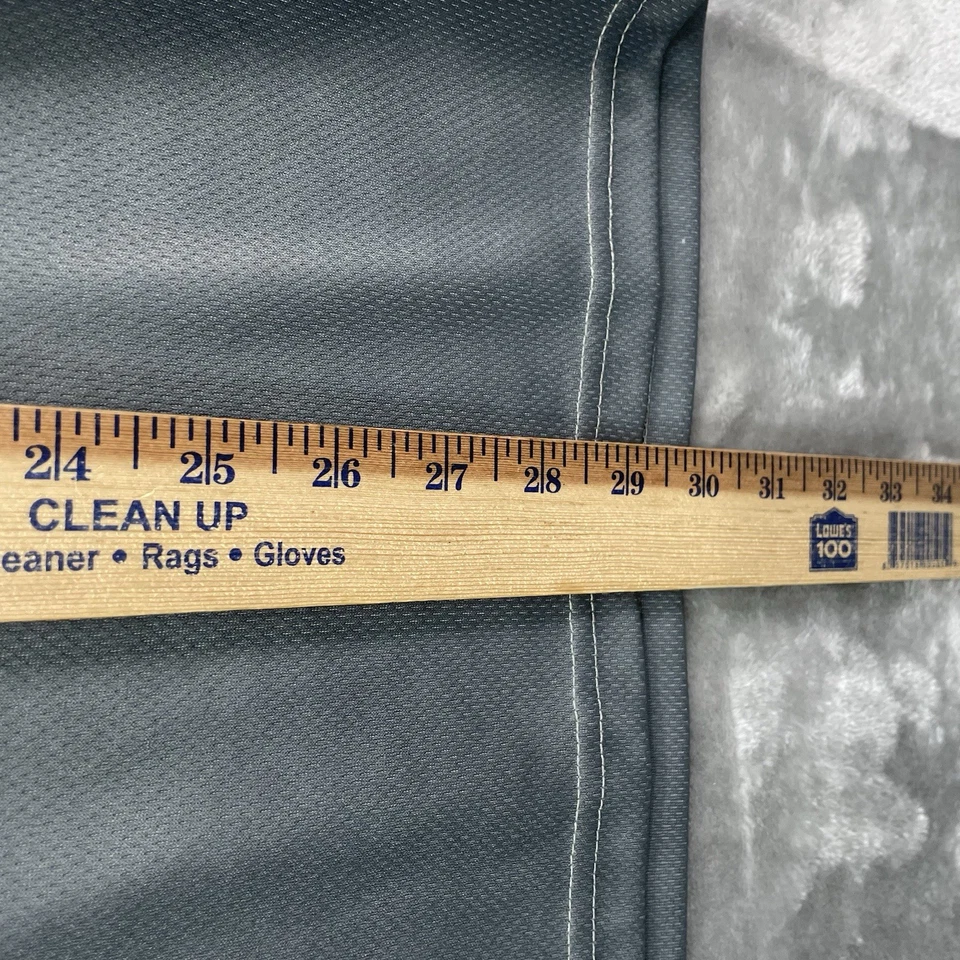 24 25 26 27 28 29 30 31 32 33 34
CLEAN UP
eaner • Rags • Gloves
LOWE'S
100